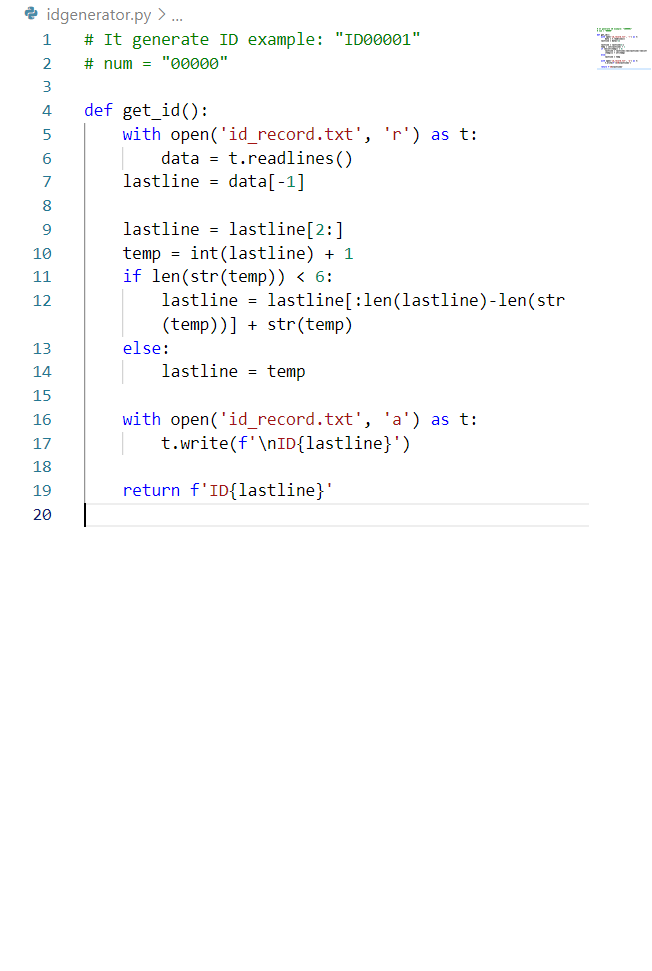 idgenerator.py > ...
1 # It generate ID example: "ID00001"
2 # num = "00000"
3
4 def get_id():
5     with open('id_record.txt', 'r') as t:
6         data = t.readlines()
7     lastline = data[-1]
8
9     lastline = lastline[2:]
10     temp = int(lastline) + 1
11     if len(str(temp)) < 6:
12         lastline = lastline[:len(lastline)-len(str
        (temp))] + str(temp)
13     else:
14         lastline = temp
15
16     with open('id_record.txt', 'a') as t:
17         t.write(f'\nID{lastline}')
18
19     return f'ID{lastline}'
20